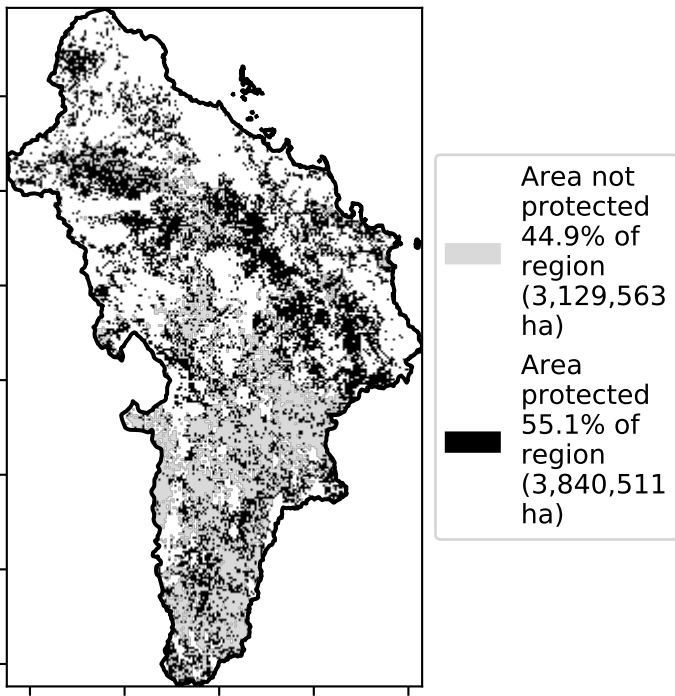 Area not
protected
44.9% of
region
(3,129,563
ha)
Area
protected
55.1% of
region
(3,840,511
ha)